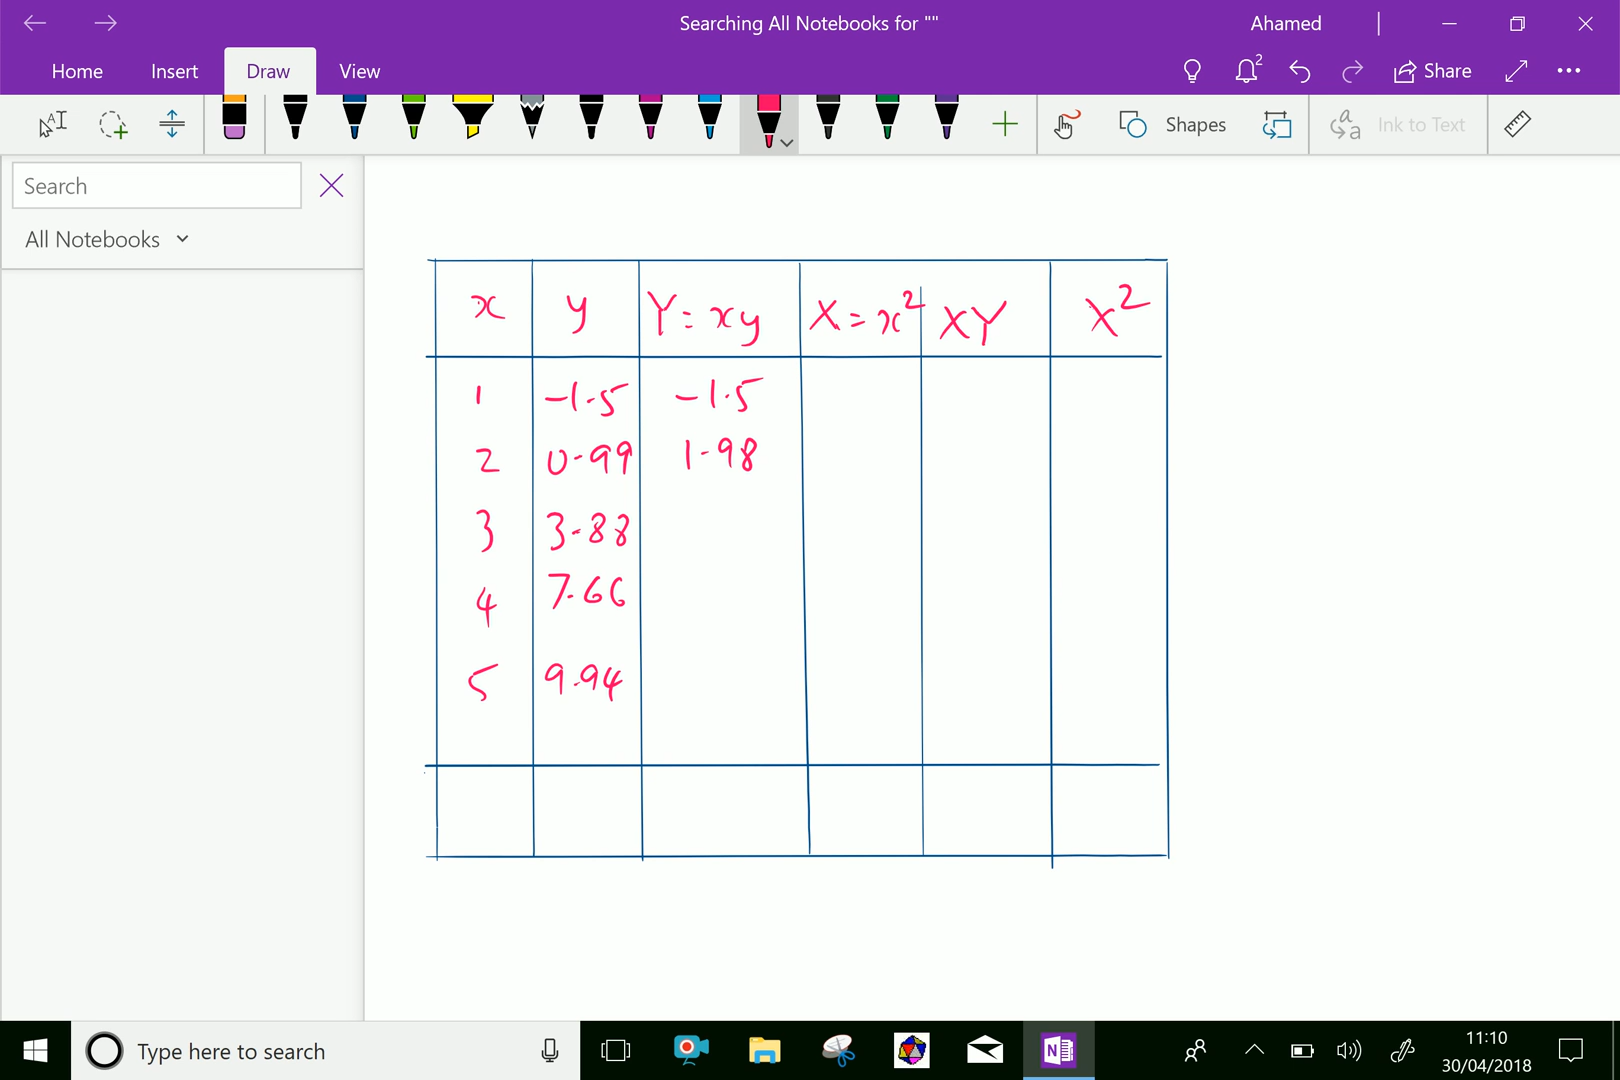 Searching All Notebooks for ""
Ahamed
Home Insert Draw View
2
Share
Shapes
Ink to Text
Search
All Notebooks
x y Y=xy X=x² XY X²
1 -1.5 -1.5
2 0.99 1.98
3 3.88
4 7.66
5 9.94
Type here to search
11:10
30/04/2018